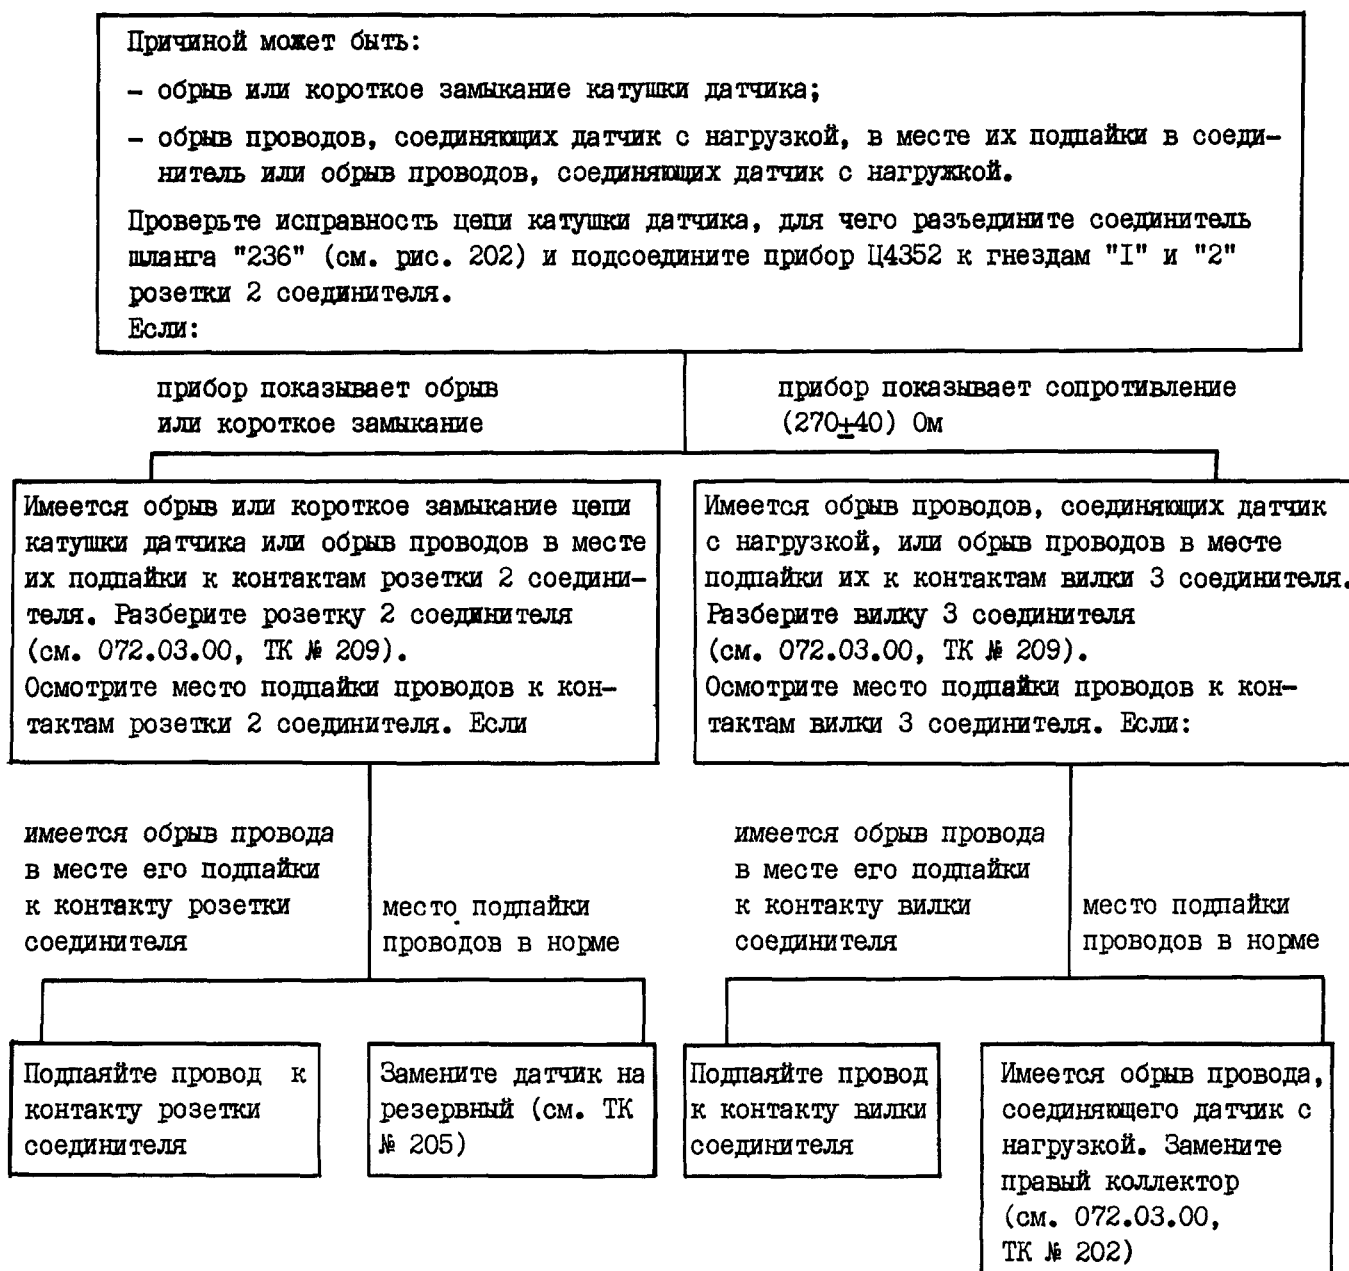 Причиной может быть:
- обрыв или короткое замыкание катушки датчика;
- обрыв проводов, соединяющих датчик с нагрузкой, в месте их подпайки в соеди-
нитель или обрыв проводов, соединяющих датчик с нагружкой.
Проверьте исправность цепи катушки датчика, для чего разъедините соединитель
шланга "236" (см. рис. 202) и подсоедините прибор Ц4352 к гнездам "I" и "2"
розетки 2 соединителя.
Если:
прибор показывает обрыв
или короткое замыкание
прибор показывает сопротивление
(270±40) Ом
Имеется обрыв или короткое замыкание цепи
катушки датчика или обрыв проводов в месте
их подпайки к контактам розетки 2 соедини-
теля. Разберите розетку 2 соединителя
(см. 072.03.00, ТК № 209).
Осмотрите место подпайки проводов к кон-
тактам розетки 2 соединителя. Если
Имеется обрыв проводов, соединяющих датчик
с нагрузкой, или обрыв проводов в месте
подпайки их к контактам вилки 3 соединителя.
Разберите вилку 3 соединителя
(см. 072.03.00, ТК № 209).
Осмотрите место подпайки проводов к кон-
тактам вилки 3 соединителя. Если:
имеется обрыв провода
в месте его подпайки
к контакту розетки
соединителя
место подпайки
проводов в норме
имеется обрыв провода
в месте его подпайки
к контакту вилки
соединителя
место подпайки
проводов в норме
Подпаяйте провод к
контакту розетки
соединителя
Замените датчик на
резервный (см. ТК
№ 205)
Подпаяйте провод
к контакту вилки
соединителя
Имеется обрыв провода,
соединяющего датчик с
нагрузкой. Замените
правый коллектор
(см. 072.03.00,
ТК № 202)